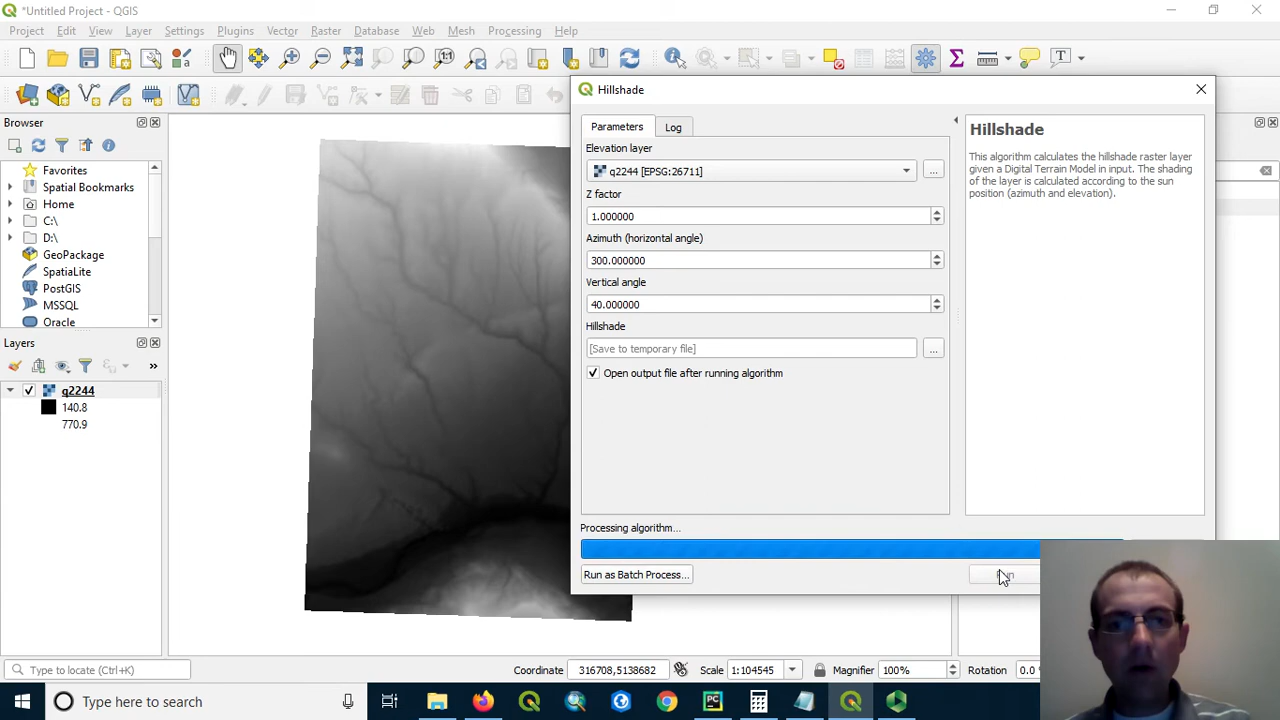 *Untitled Project - QGIS
Project Edit View Layer Settings Plugins Vector Raster Database Web Mesh Processing Help
Browser
Favorites
Spatial Bookmarks
Home
C:\
D:\
GeoPackage
SpatiaLite
PostGIS
MSSQL
Oracle
Layers
»
q2244
140.8
770.9
Hillshade
Parameters Log
Elevation layer
q2244 [EPSG:26711]
...
Z factor
1.000000
Azimuth (horizontal angle)
300.000000
Vertical angle
40.000000
Hillshade
[Save to temporary file]
...
Open output file after running algorithm
Hillshade
This algorithm calculates the hillshade raster layer
given a Digital Terrain Model in input. The shading
of the layer is calculated according to the sun
position (azimuth and elevation).
Processing algorithm...
Run as Batch Process...
Type to locate (Ctrl+K) Coordinate 316708,5138682 Scale 1:104545 Magnifier 100% Rotation 0.0
Type here to search